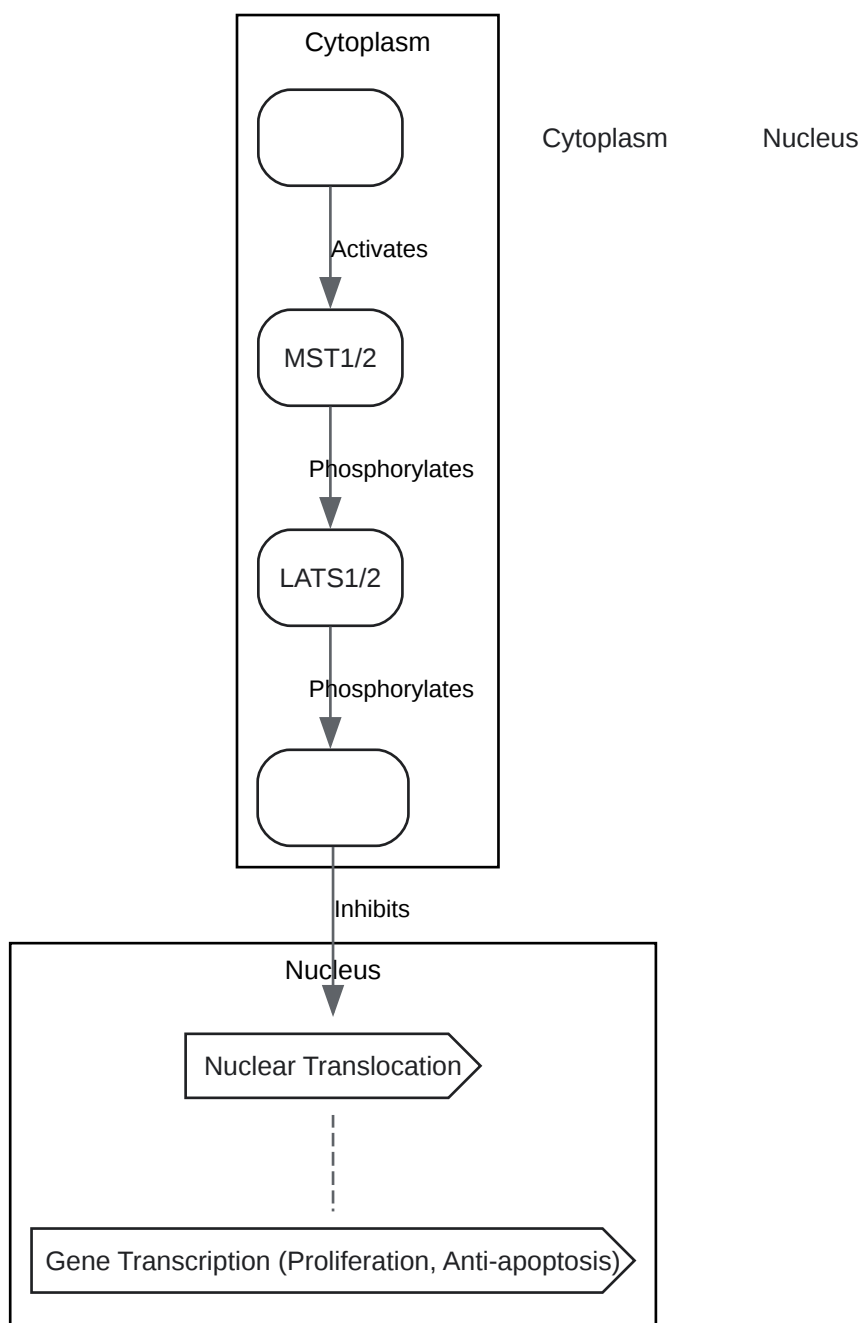 Cytoplasm
Cytoplasm
Nucleus
Activates
MST1/2
Phosphorylates
LATS1/2
Phosphorylates
Inhibits
Nucleus
Nuclear Translocation
Gene Transcription (Proliferation, Anti-apoptosis)